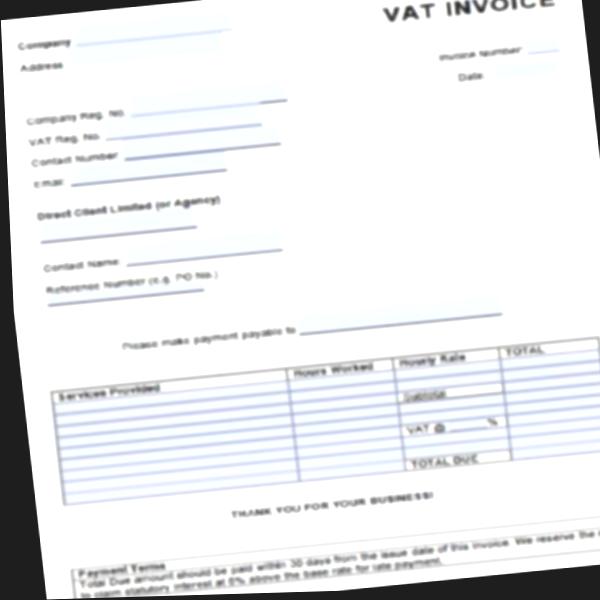 VAT INVOICE
Company
Address
Invoice Number
Date
Company Reg. No.
VAT Reg. No.
Contact Number:
Email:
Direct Client Limited (or Agency)
Contact Name:
Reference Number (e.g. PO No.)
Please make payment payable to
Services Provided Hours Worked Hourly Rate TOTAL
Subtotal
VAT @ %
TOTAL DUE
THANK YOU FOR YOUR BUSINESS!
Payment Terms
Total Due amount should be paid within 30 days from the issue date of this invoice. We reserve the
to claim statutory interest at 8% above the base rate for late payment.